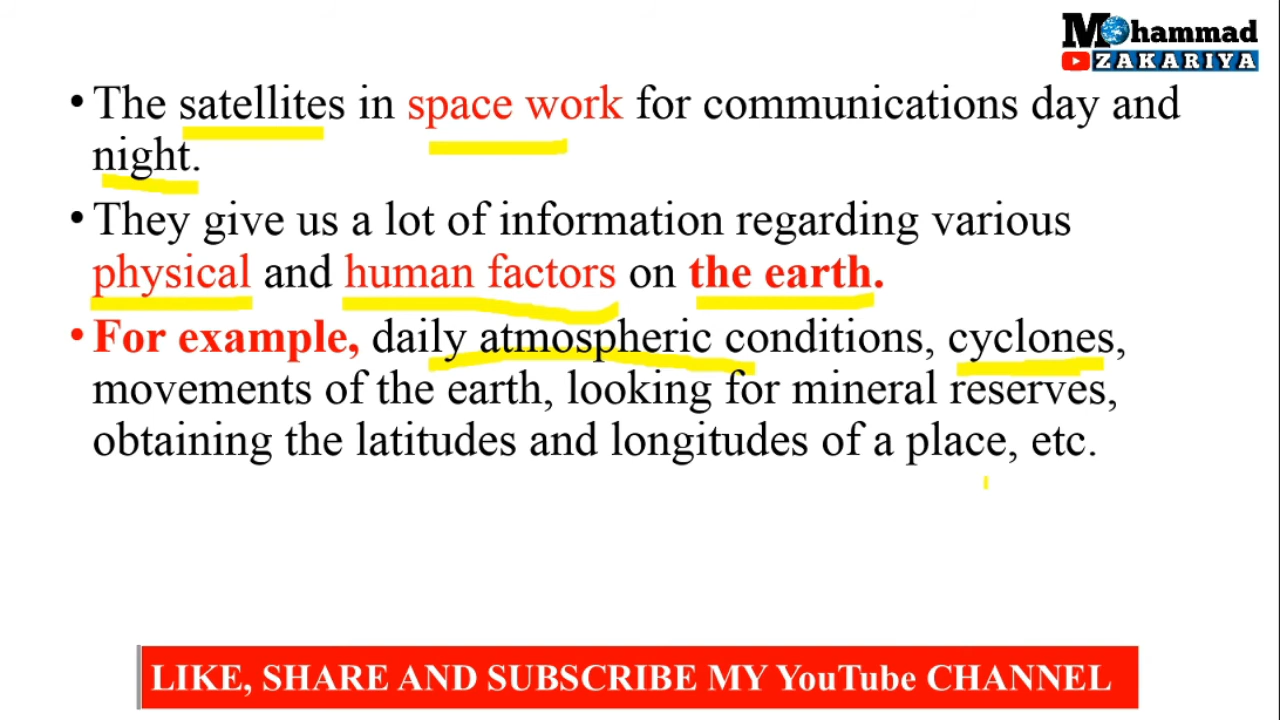 Mohammad
ZAKARIYA
• The satellites in space work for communications day and
night.
• They give us a lot of information regarding various
physical and human factors on the earth.
• For example, daily atmospheric conditions, cyclones,
movements of the earth, looking for mineral reserves,
obtaining the latitudes and longitudes of a place, etc.
LIKE, SHARE AND SUBSCRIBE MY YouTube CHANNEL